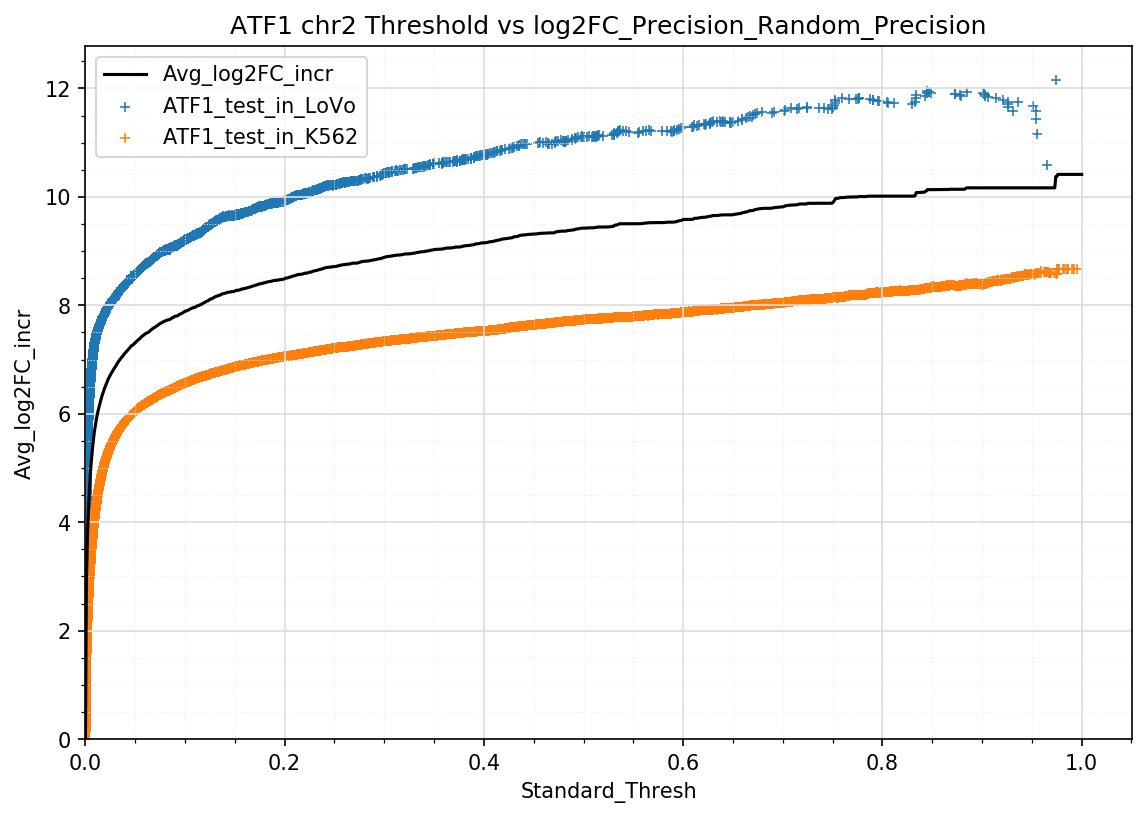 ATF1 chr2 Threshold vs log2FC_Precision_Random_Precision
Avg_log2FC_incr
ATF1_test_in_LoVo
ATF1_test_in_K562
Avg_log2FC_incr
12
10
8
6
4
2
0
0.0 0.2 0.4 0.6 0.8 1.0
Standard_Thresh